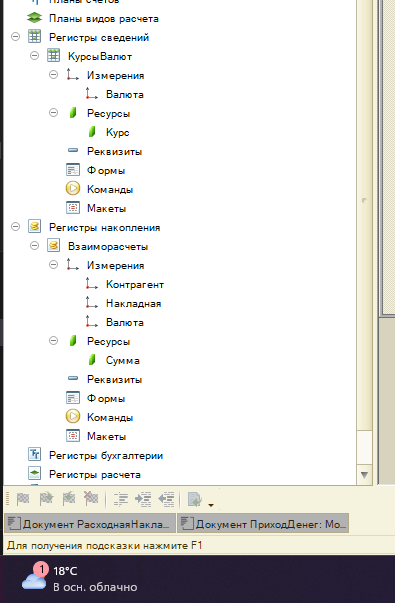 Планы счетов
Планы видов расчета
Регистры сведений
КурсыВалют
Измерения
Валюта
Ресурсы
Курс
Реквизиты
Формы
Команды
Макеты
Регистры накопления
Взаиморасчеты
Измерения
Контрагент
Накладная
Валюта
Ресурсы
Сумма
Реквизиты
Формы
Команды
Макеты
Регистры бухгалтерии
Регистры расчета
Документ РасходнаяНакла... Документ ПриходДенег: Мо...
Для получения подсказки нажмите F1
1
18°C
В осн. облачно